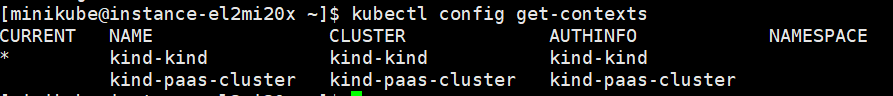 [minikube@instance-el2mi20x ~]$ kubectl config get-contexts
CURRENT   NAME                CLUSTER             AUTHINFO            NAMESPACE
*         kind-kind           kind-kind           kind-kind
          kind-paas-cluster   kind-paas-cluster   kind-paas-cluster